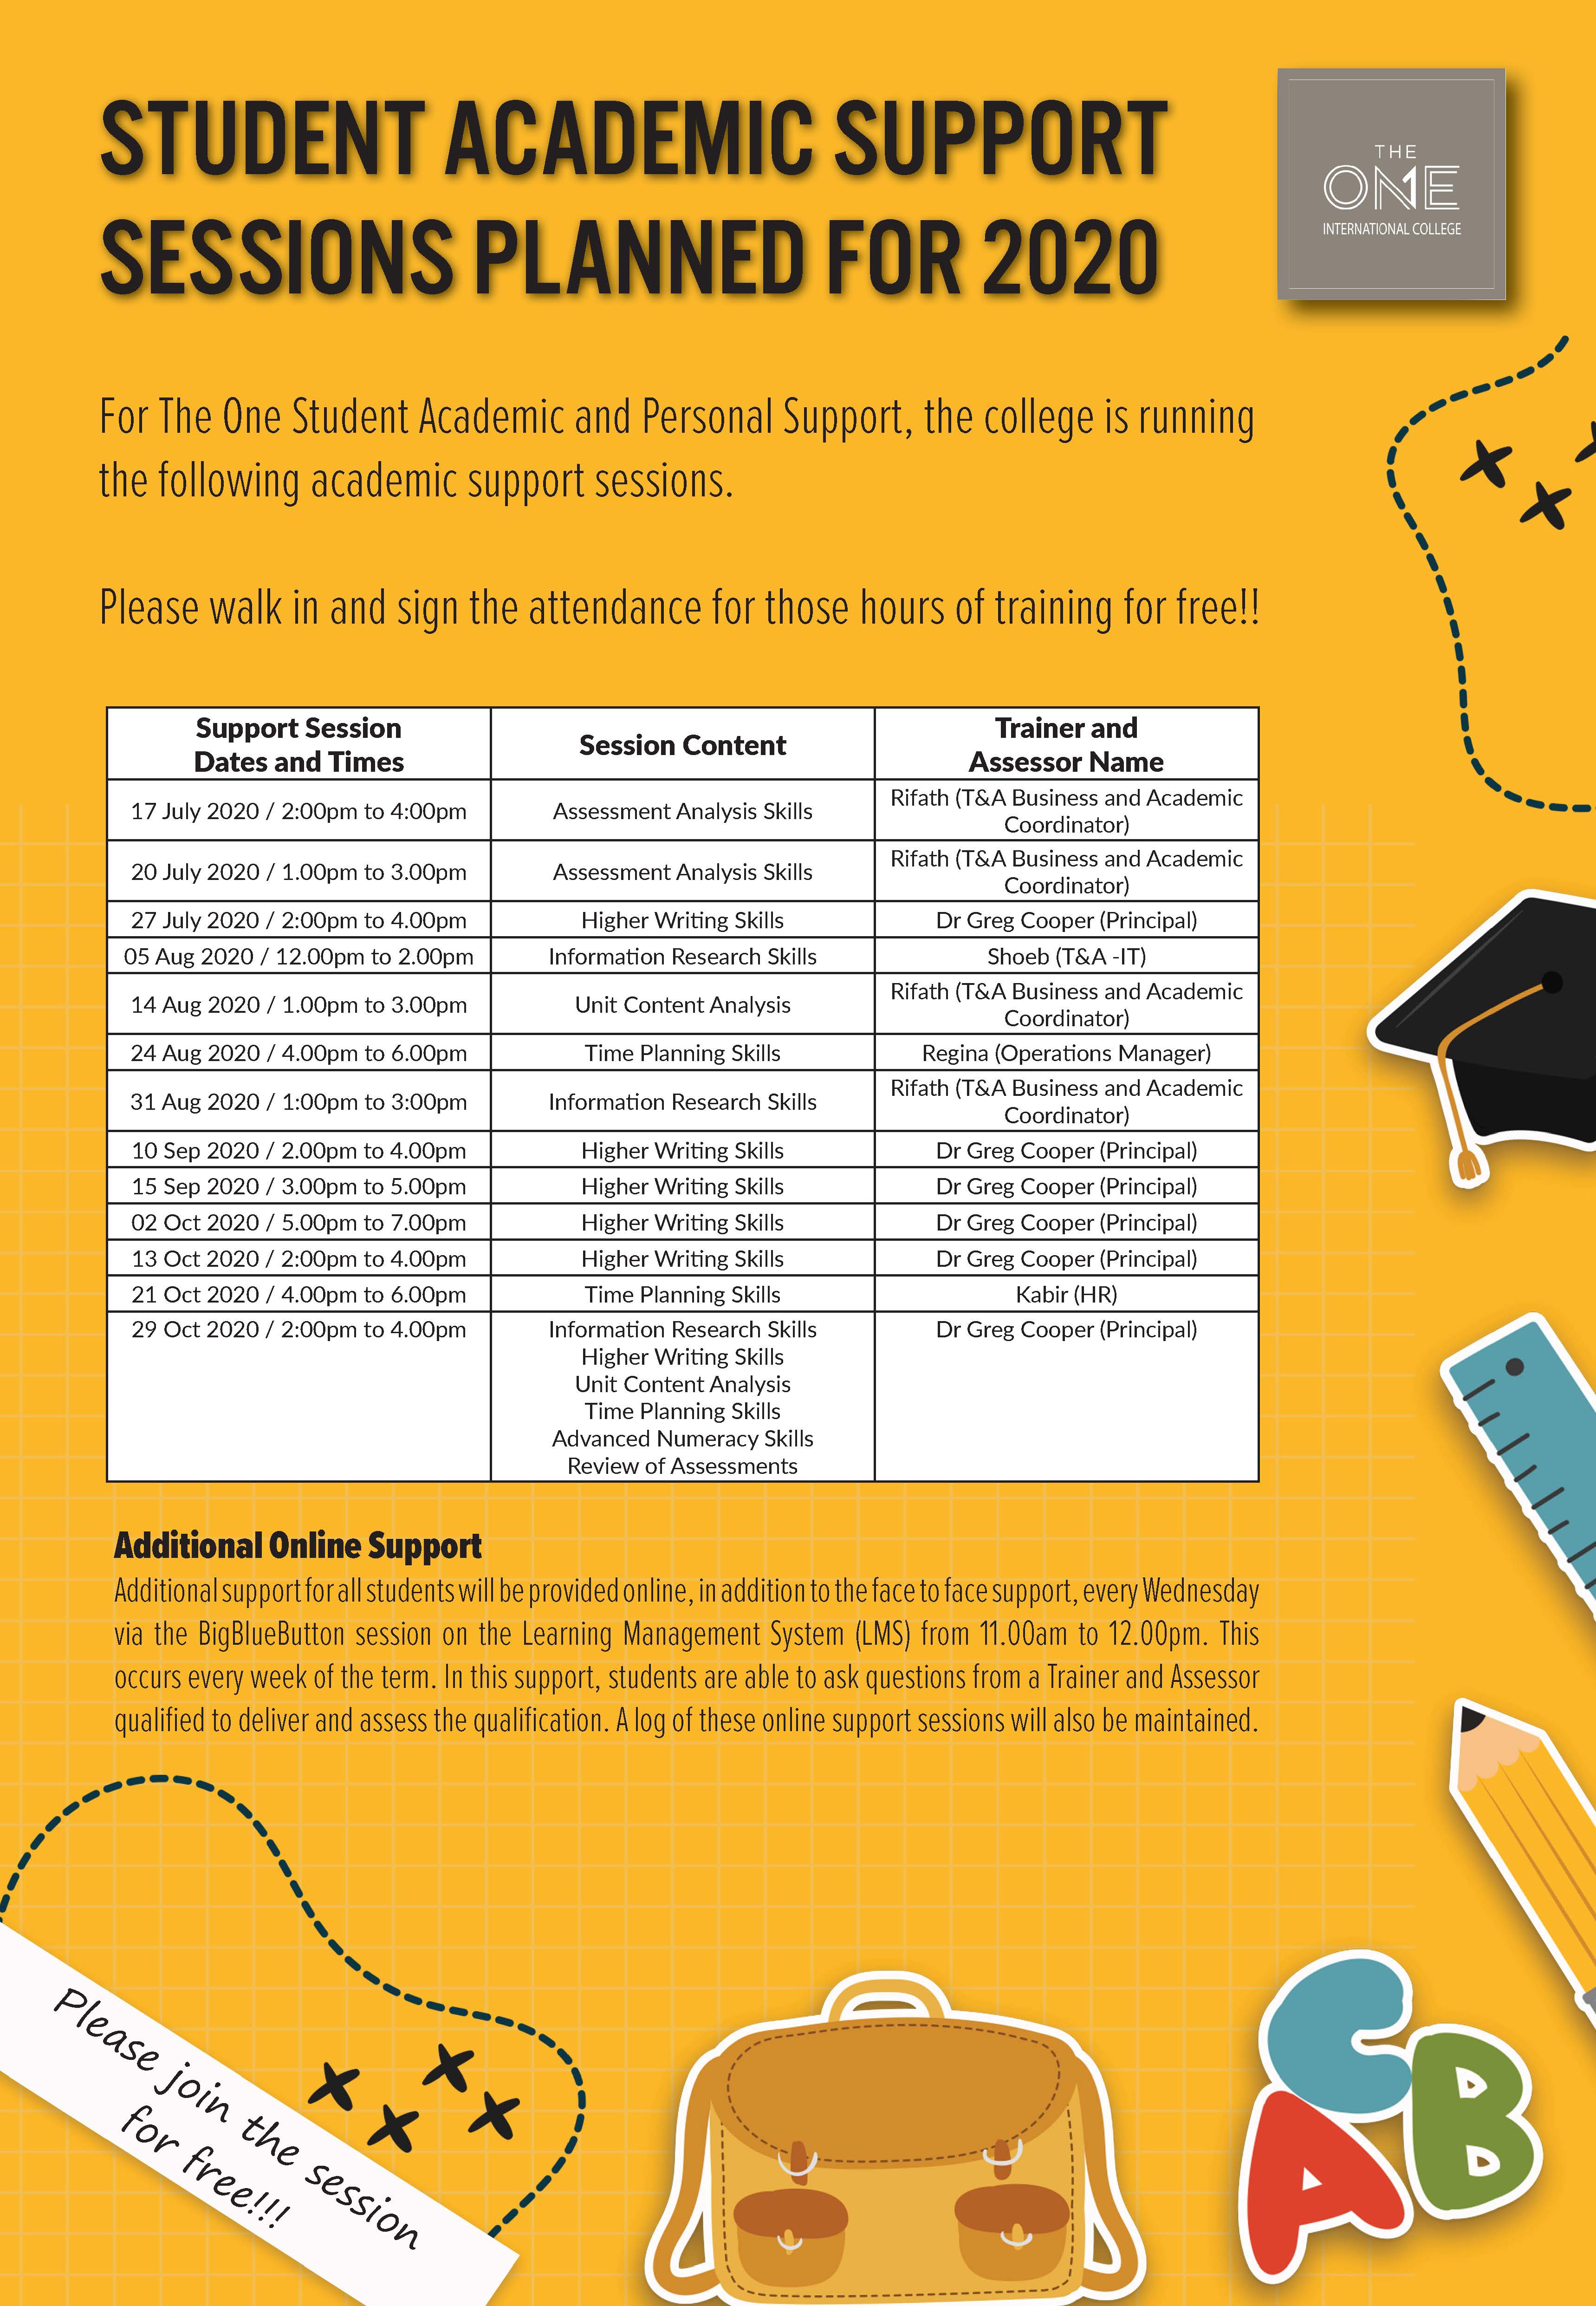 STUDENT ACADEMIC SUPPORT
SESSIONS PLANNED FOR 2020
THE
ONE
INTERNATIONAL COLLEGE
For The One Student Academic and Personal Support, the college is running
the following academic support sessions.
Please walk in and sign the attendance for those hours of training for free!!
Support Session
Dates and Times
Session Content
Trainer and
Assessor Name
17 July 2020 / 2:00pm to 4:00pm
Assessment Analysis Skills
Rifath (T&A Business and Academic
Coordinator)
20 July 2020 / 1.00pm to 3.00pm
Assessment Analysis Skills
Rifath (T&A Business and Academic
Coordinator)
27 July 2020 / 2:00pm to 4.00pm
Higher Writing Skills
Dr Greg Cooper (Principal)
05 Aug 2020 / 12.00pm to 2.00pm
Information Research Skills
Shoeb (T&A -IT)
14 Aug 2020 / 1.00pm to 3.00pm
Unit Content Analysis
Rifath (T&A Business and Academic
Coordinator)
24 Aug 2020 / 4.00pm to 6.00pm
Time Planning Skills
Regina (Operations Manager)
31 Aug 2020 / 1:00pm to 3:00pm
Information Research Skills
Rifath (T&A Business and Academic
Coordinator)
10 Sep 2020 / 2.00pm to 4.00pm
Higher Writing Skills
Dr Greg Cooper (Principal)
15 Sep 2020 / 3.00pm to 5.00pm
Higher Writing Skills
Dr Greg Cooper (Principal)
02 Oct 2020 / 5.00pm to 7.00pm
Higher Writing Skills
Dr Greg Cooper (Principal)
13 Oct 2020 / 2:00pm to 4.00pm
Higher Writing Skills
Dr Greg Cooper (Principal)
21 Oct 2020 / 4.00pm to 6.00pm
Time Planning Skills
Kabir (HR)
29 Oct 2020 / 2:00pm to 4.00pm
Information Research Skills
Higher Writing Skills
Unit Content Analysis
Time Planning Skills
Advanced Numeracy Skills
Review of Assessments
Dr Greg Cooper (Principal)
Additional Online Support
Additional support for all students will be provided online, in addition to the face to face support, every Wednesday
via the BigBlueButton session on the Learning Management System (LMS) from 11.00am to 12.00pm. This
occurs every week of the term. In this support, students are able to ask questions from a Trainer and Assessor
qualified to deliver and assess the qualification. A log of these online support sessions will also be maintained.
Please join the session
for free!!!
C
B
A